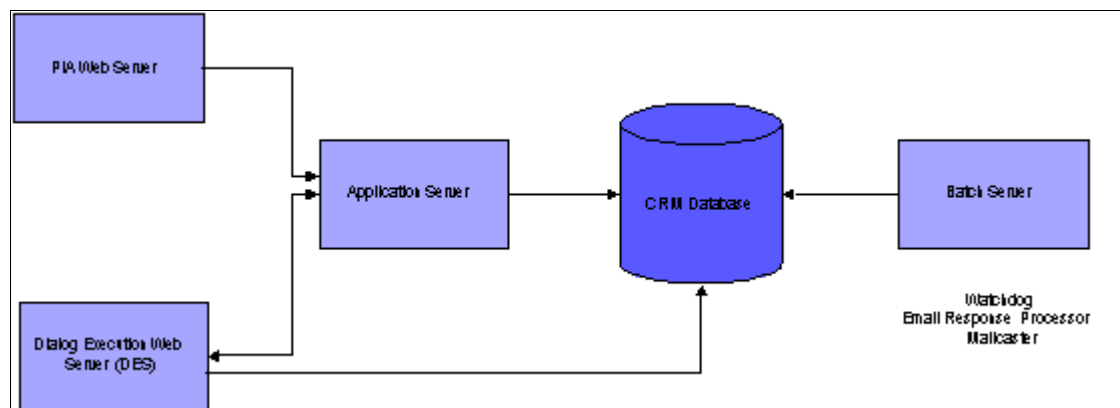 PIA Web Server
Application Server
CRM Database
Batch Server
Dialog Execution Web
Server (DES)
Watchdog
Email Response Processor
Mailcaster